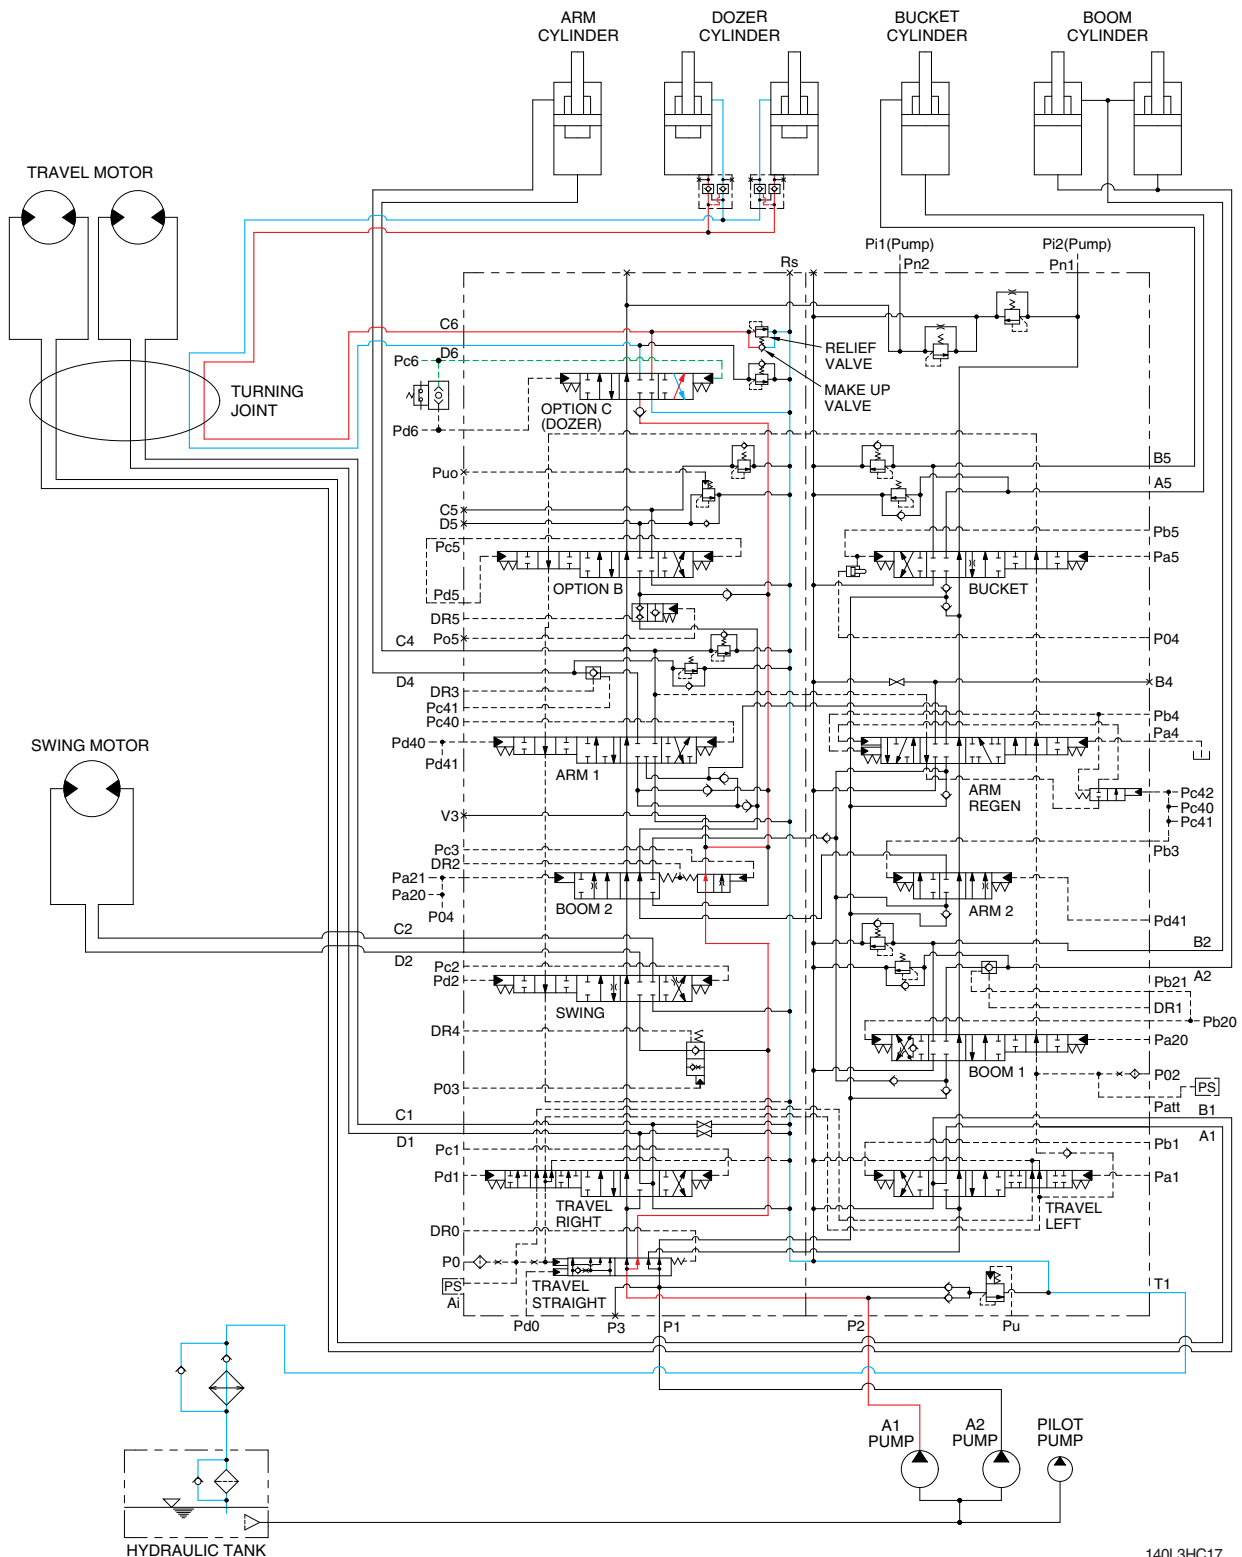 ARM
CYLINDER
DOZER
CYLINDER
BUCKET
CYLINDER
BOOM
CYLINDER
TRAVEL MOTOR
TURNING
JOINT
SWING MOTOR
Pi1(Pump)
Pn2
Pi2(Pump)
Pn1
Rs
C6
D6
Pc6
Pd6
RELIEF
VALVE
MAKE UP
VALVE
OPTION C
(DOZER)
Puo
C5
D5
Pc5
Pd5
OPTION B
DR5
Po5
C4
D4
DR3
Pc41
Pc40
Pd40
Pd41
ARM 1
V3
Pc3
DR2
Pa21
Pa20
P04
BOOM 2
C2
D2
Pc2
Pd2
SWING
DR4
P03
C1
D1
Pc1
Pd1
TRAVEL
RIGHT
DR0
P0
PS
Ai
TRAVEL
STRAIGHT
Pd0
P3
P1
P2
Pu
B5
A5
Pb5
Pa5
BUCKET
P04
B4
Pb4
Pa4
ARM
REGEN
Pc42
Pc40
Pc41
Pb3
ARM 2
Pd41
B2
A2
Pb21
DR1
Pb20
Pa20
BOOM 1
P02
PS
Patt
B1
A1
Pb1
Pa1
TRAVEL
LEFT
T1
A1
PUMP
A2
PUMP
PILOT
PUMP
HYDRAULIC TANK
140L3HC17